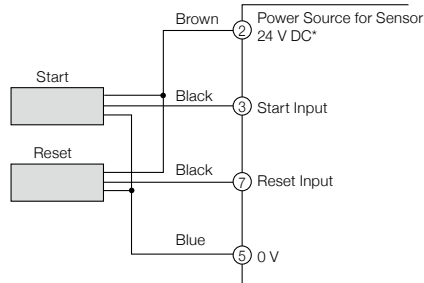 Brown
2
Power Source for Sensor
24 V DC*
Start
Black
3
Start Input
Reset
Black
7
Reset Input
Blue
5
0 V